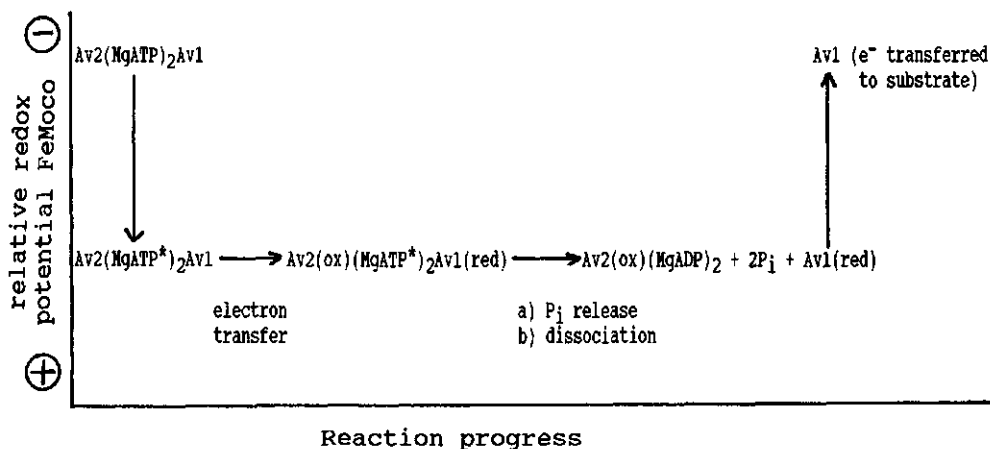 ⊖
Av2(MgATP)₂Av1
Av1 (e⁻ transferred
to substrate)
relative redox
potential FeMoco
Av2(MgATP*)₂Av1
Av2(ox)(MgATP*)₂Av1(red)
Av2(ox)(MgADP)₂ + 2Pᵢ + Av1(red)
electron
transfer
a) Pᵢ release
b) dissociation
⊕
Reaction progress